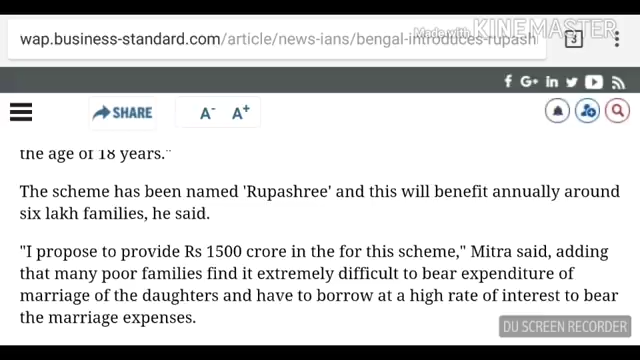 Made with KINEMASTER
wap.business-standard.com/article/news-ians/bengal-introduces-rupash
3
f G+ in
SHARE A- A+
the age of 18 years."
The scheme has been named 'Rupashree' and this will benefit annually around
six lakh families, he said.
"I propose to provide Rs 1500 crore in the for this scheme," Mitra said, adding
that many poor families find it extremely difficult to bear expenditure of
marriage of the daughters and have to borrow at a high rate of interest to bear
the marriage expenses.
DU SCREEN RECORDER